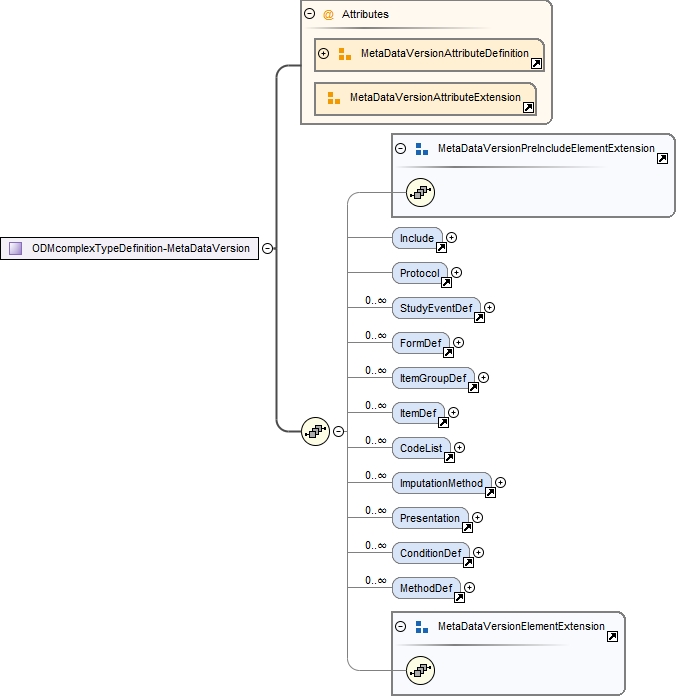 @ Attributes
MetaDataVersionAttributeDefinition
MetaDataVersionAttributeExtension
MetaDataVersionPreIncludeElementExtension
ODMcomplexTypeDefinition-MetaDataVersion
Include
Protocol
0..∞ StudyEventDef
0..∞ FormDef
0..∞ ItemGroupDef
0..∞ ItemDef
0..∞ CodeList
0..∞ ImputationMethod
0..∞ Presentation
0..∞ ConditionDef
0..∞ MethodDef
MetaDataVersionElementExtension